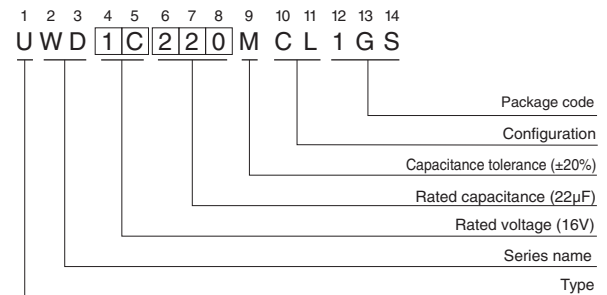 1 2 3 4 5 6 7 8 9 10 11 12 13 14
U W D 1 C 2 2 0 M C L 1 G S
Package code
Configuration
Capacitance tolerance (±20%)
Rated capacitance (22µF)
Rated voltage (16V)
Series name
Type